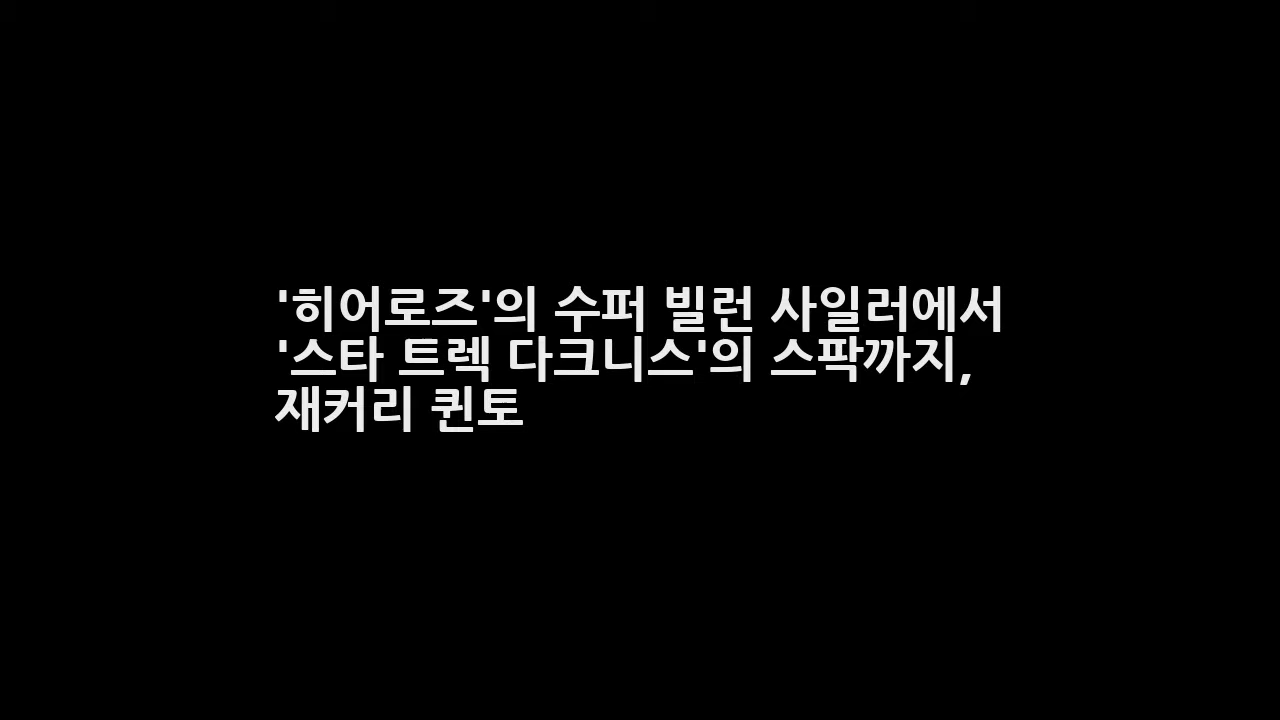 '히어로즈'의 수퍼 빌런 사일러에서
'스타 트렉 다크니스'의 스팍까지,
재커리 퀸토